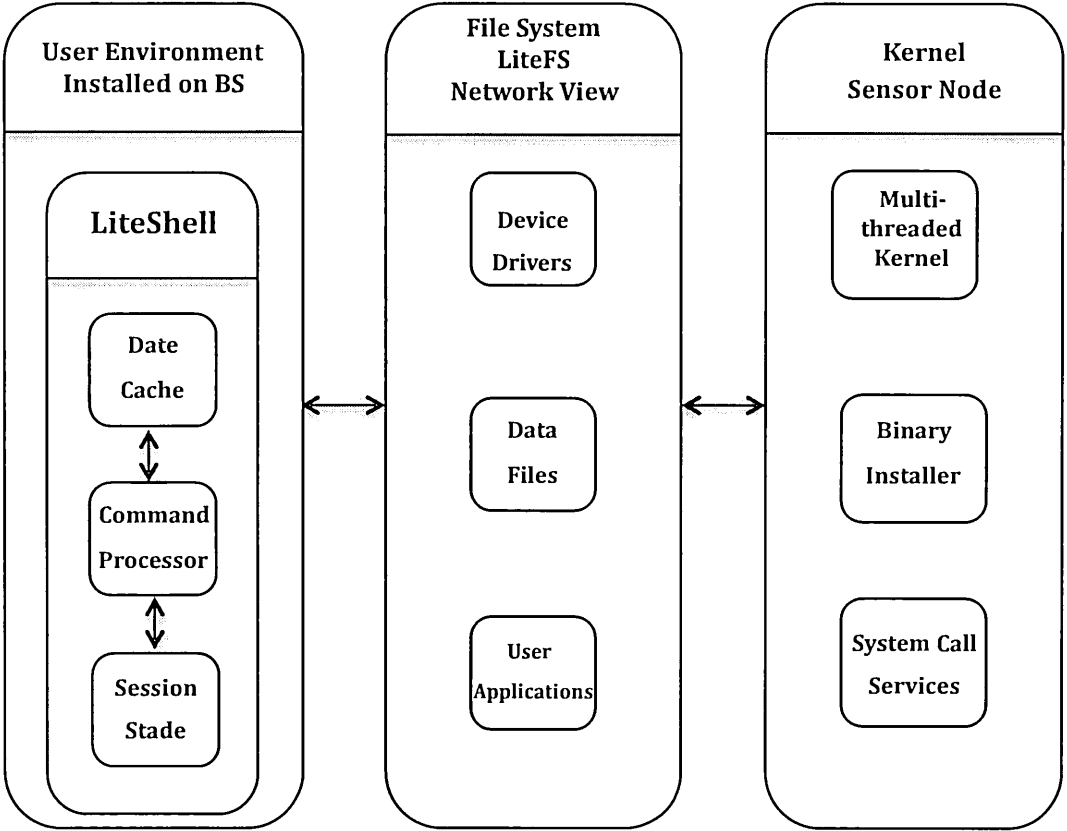 User Environment
Installed on BS
LiteShell
Date
Cache
Command
Processor
Session
Stade
File System
LiteFS
Network View
Device
Drivers
Data
Files
User
Applications
Kernel
Sensor Node
Multi-
threaded
Kernel
Binary
Installer
System Call
Services